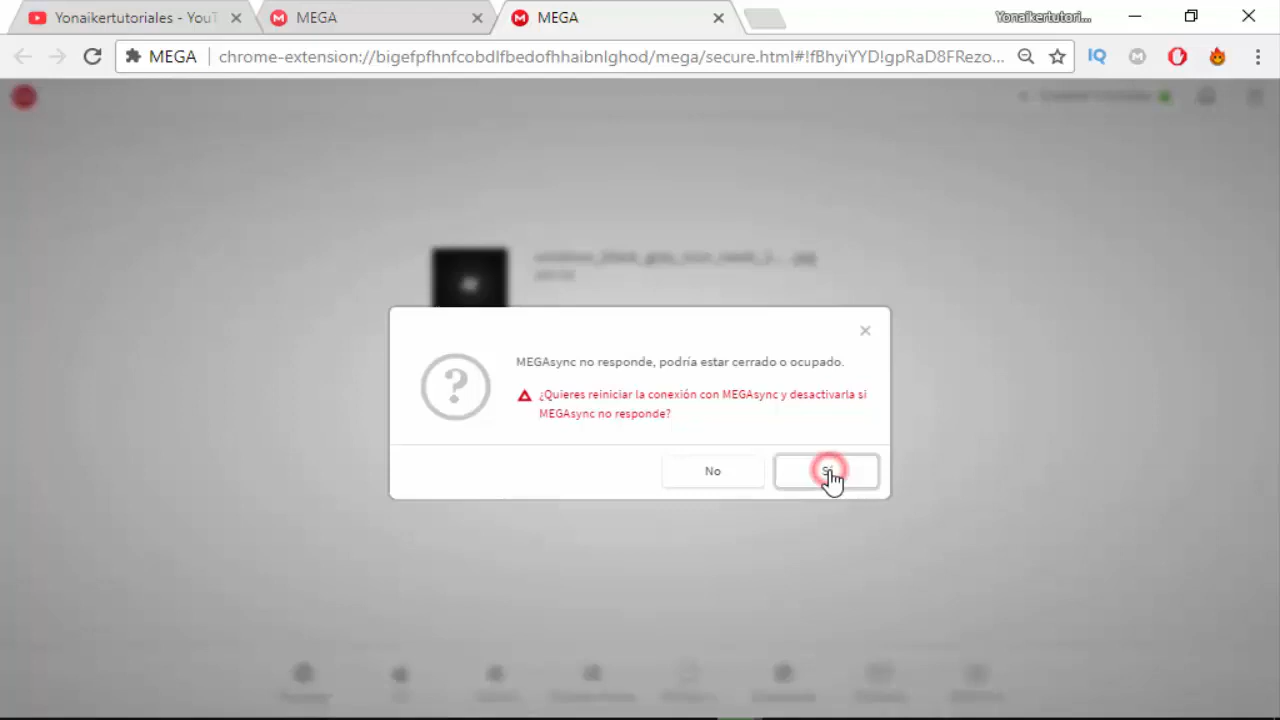 Yonaikertutoriales - YouT
MEGA
MEGA
Yonaikertutori...
MEGA
chrome-extension://bigefpfhnfcobdlfbedofhhaibnlghod/mega/secure.html#!fBhyiYYD!gpRaD8FRezo...
IQ
MEGAsync no responde, podría estar cerrado o ocupado.
¿Quieres reiniciar la conexión con MEGAsync y desactivarla si
MEGAsync no responde?
No
Sí